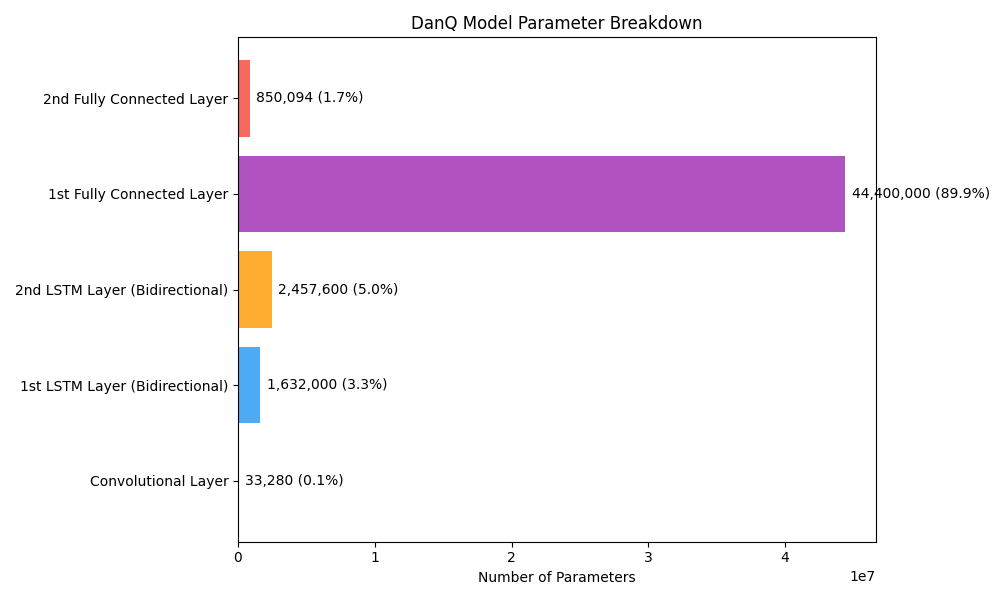 DanQ Model Parameter Breakdown
2nd Fully Connected Layer
850,094 (1.7%)
1st Fully Connected Layer
44,400,000 (89.9%)
2nd LSTM Layer (Bidirectional)
2,457,600 (5.0%)
1st LSTM Layer (Bidirectional)
1,632,000 (3.3%)
Convolutional Layer
33,280 (0.1%)
0 1 2 3 4
1e7
Number of Parameters